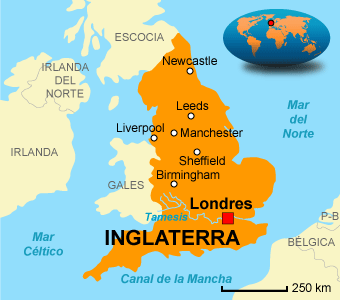 ESCOCIA
Newcastle
IRLANDA
DEL
NORTE
Leeds
Mar
del
Norte
Liverpool
Manchester
IRLANDA
Sheffield
Birmingham
GALES
Londres
Tamesis
P-B
INGLATERRA
Mar
Céltico
BÉLGICA
Canal de la Mancha
250 km